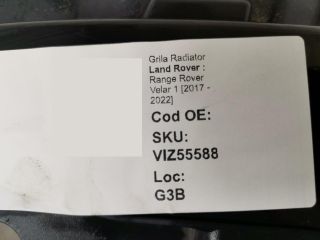 Grila Radiator
Land Rover :
Range Rover
Velar 1 [2017 -
2022]
Cod OE:
SKU:
VIZ55588
Loc:
G3B